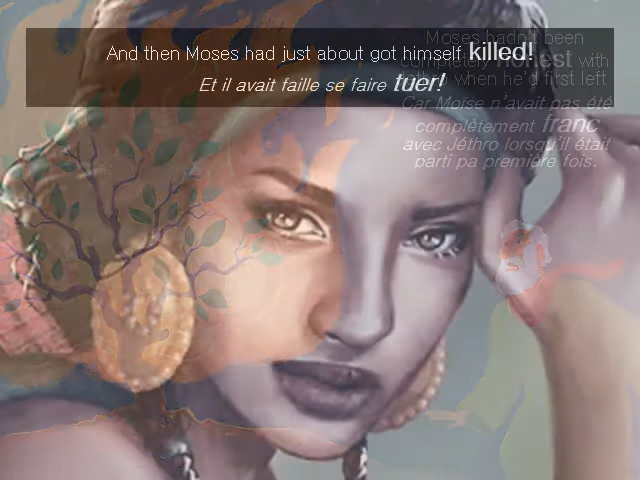 And then Moses had just about got himself killed!
Et il avait faille se faire tuer!
Moses hadn't been
completely honest with
when he'd first left
Car Moise n'avait pas été
complètement franc
avec Jéthro lorsqu'il était
parti pa première fois.